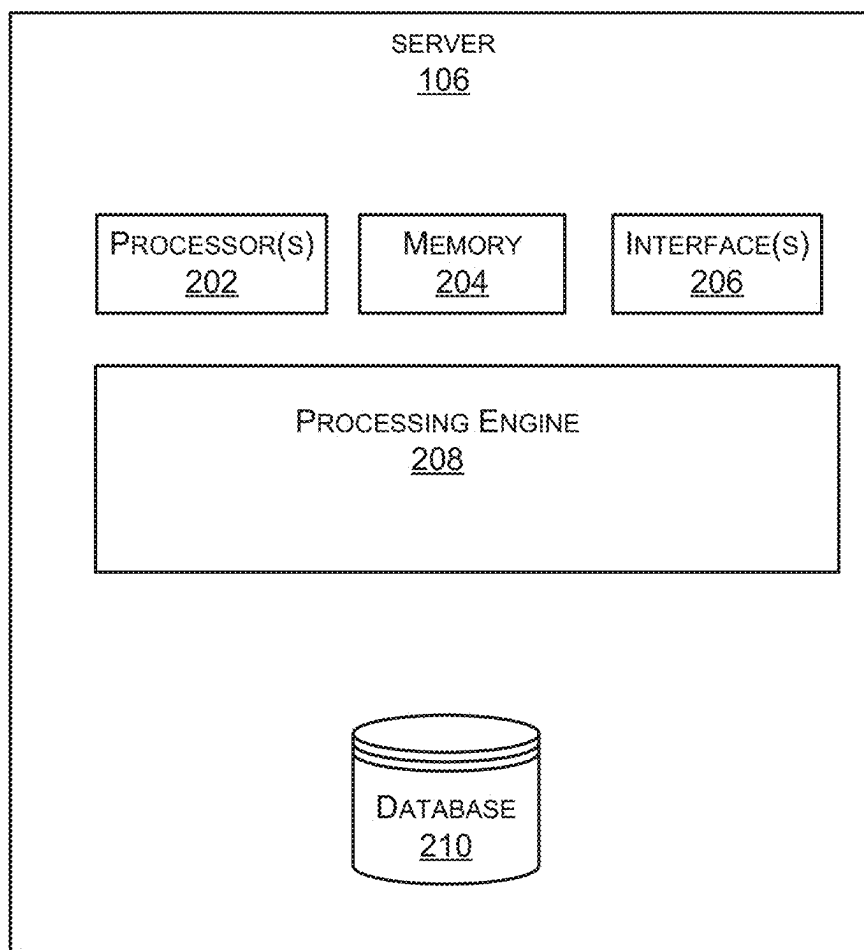 SERVER
106
PROCESSOR(S)
202
MEMORY
204
INTERFACE(S)
206
PROCESSING ENGINE
208
DATABASE
210